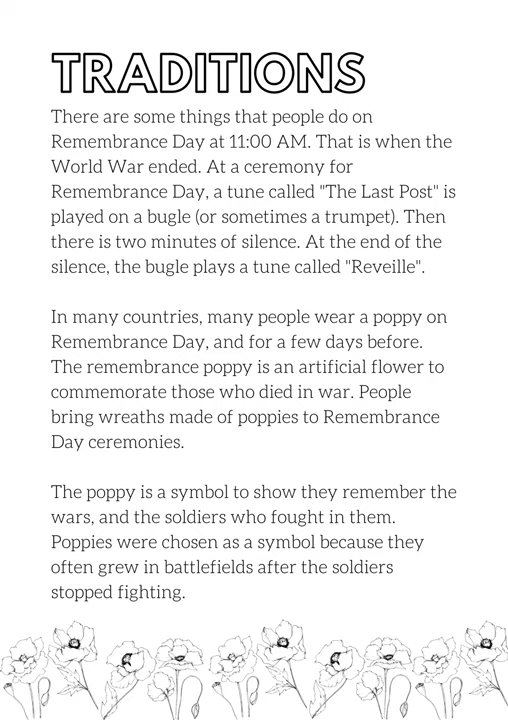 TRADITIONS
There are some things that people do on
Remembrance Day at 11:00 AM. That is when the
World War ended. At a ceremony for
Remembrance Day, a tune called "The Last Post" is
played on a bugle (or sometimes a trumpet). Then
there is two minutes of silence. At the end of the
silence, the bugle plays a tune called "Reveille".
In many countries, many people wear a poppy on
Remembrance Day, and for a few days before.
The remembrance poppy is an artificial flower to
commemorate those who died in war. People
bring wreaths made of poppies to Remembrance
Day ceremonies.
The poppy is a symbol to show they remember the
wars, and the soldiers who fought in them.
Poppies were chosen as a symbol because they
often grew in battlefields after the soldiers
stopped fighting.